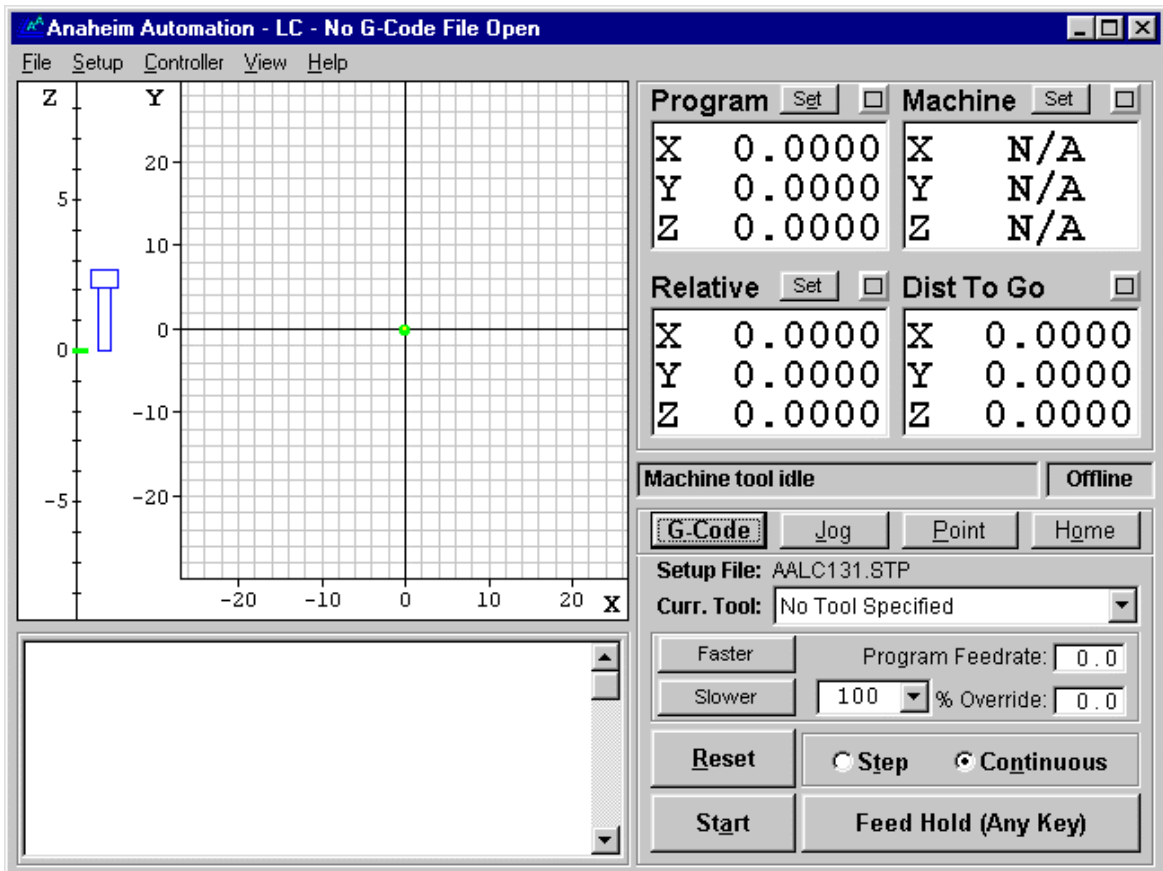 Anaheim Automation - LC - No G-Code File Open
File Setup Controller View Help
Z Y
20
5
10
0
0
-10
-5
-20
-20 -10 0 10 20 X
Program Set Machine Set
X 0.0000 X N/A
Y 0.0000 Y N/A
Z 0.0000 Z N/A
Relative Set Dist To Go
X 0.0000 X 0.0000
Y 0.0000 Y 0.0000
Z 0.0000 Z 0.0000
Machine tool idle Offline
G-Code Jog Point Home
Setup File: AALC131.STP
Curr. Tool: No Tool Specified
Faster Program Feedrate: 0.0
Slower 100 % Override: 0.0
Reset Step Continuous
Start Feed Hold (Any Key)